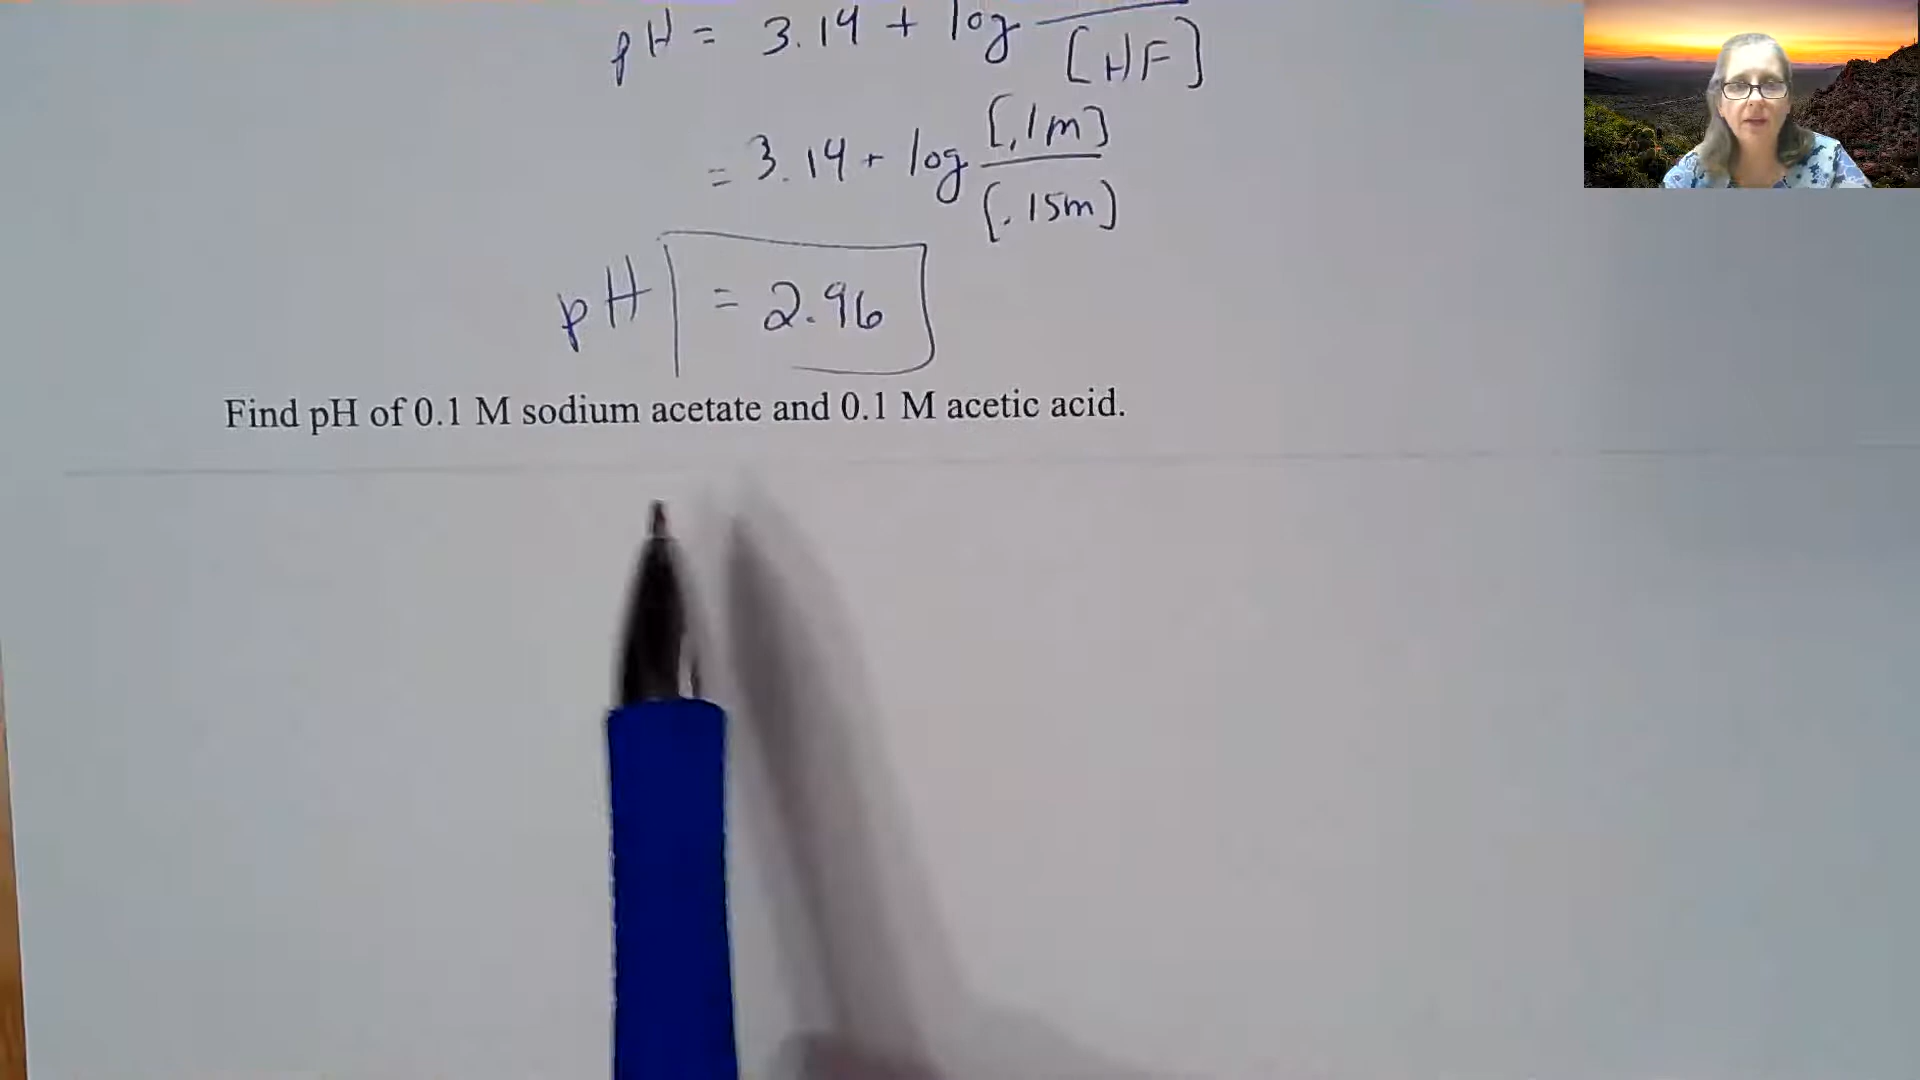 pH = 3.14 + log ―
[HF]
= 3.14 + log [.1m]
[.15m]
pH = 2.96
Find pH of 0.1 M sodium acetate and 0.1 M acetic acid.